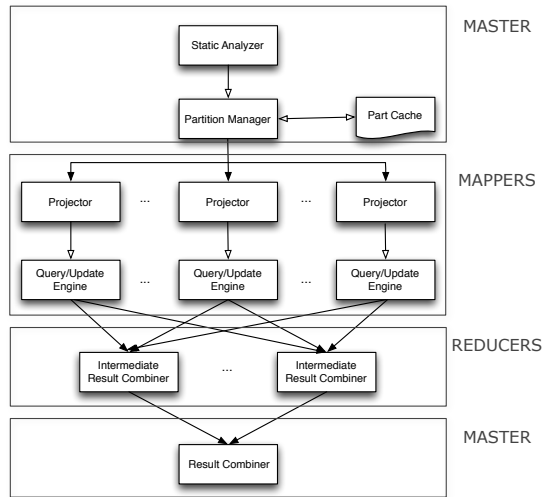 MASTER
Static Analyzer
Partition Manager
Part Cache
MAPPERS
Projector
...
Projector
...
Projector
Query/Update
Engine
...
Query/Update
Engine
...
Query/Update
Engine
REDUCERS
Intermediate
Result Combiner
...
Intermediate
Result Combiner
MASTER
Result Combiner